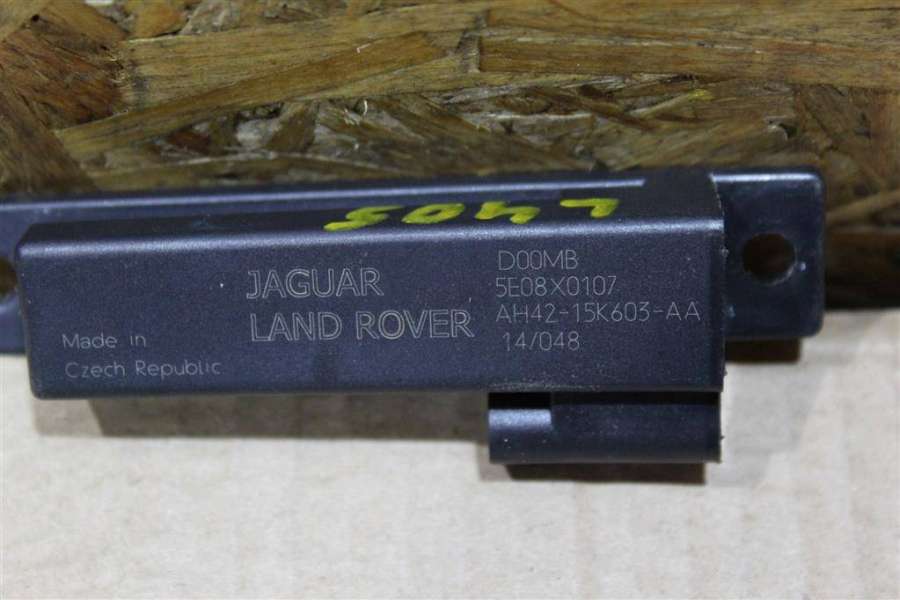 L405
JAGUAR
LAND ROVER
Made in
Czech Republic
D00MB
5E08X0107
AH42-15K603-AA
14/048